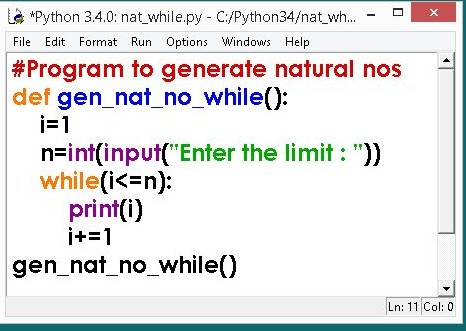 *Python 3.4.0: nat_while.py - C:/Python34/nat_wh...
File Edit Format Run Options Windows Help
#Program to generate natural nos
def gen_nat_no_while():
    i=1
    n=int(input("Enter the limit : "))
    while(i<=n):
        print(i)
        i+=1
gen_nat_no_while()
Ln: 11 Col: 0